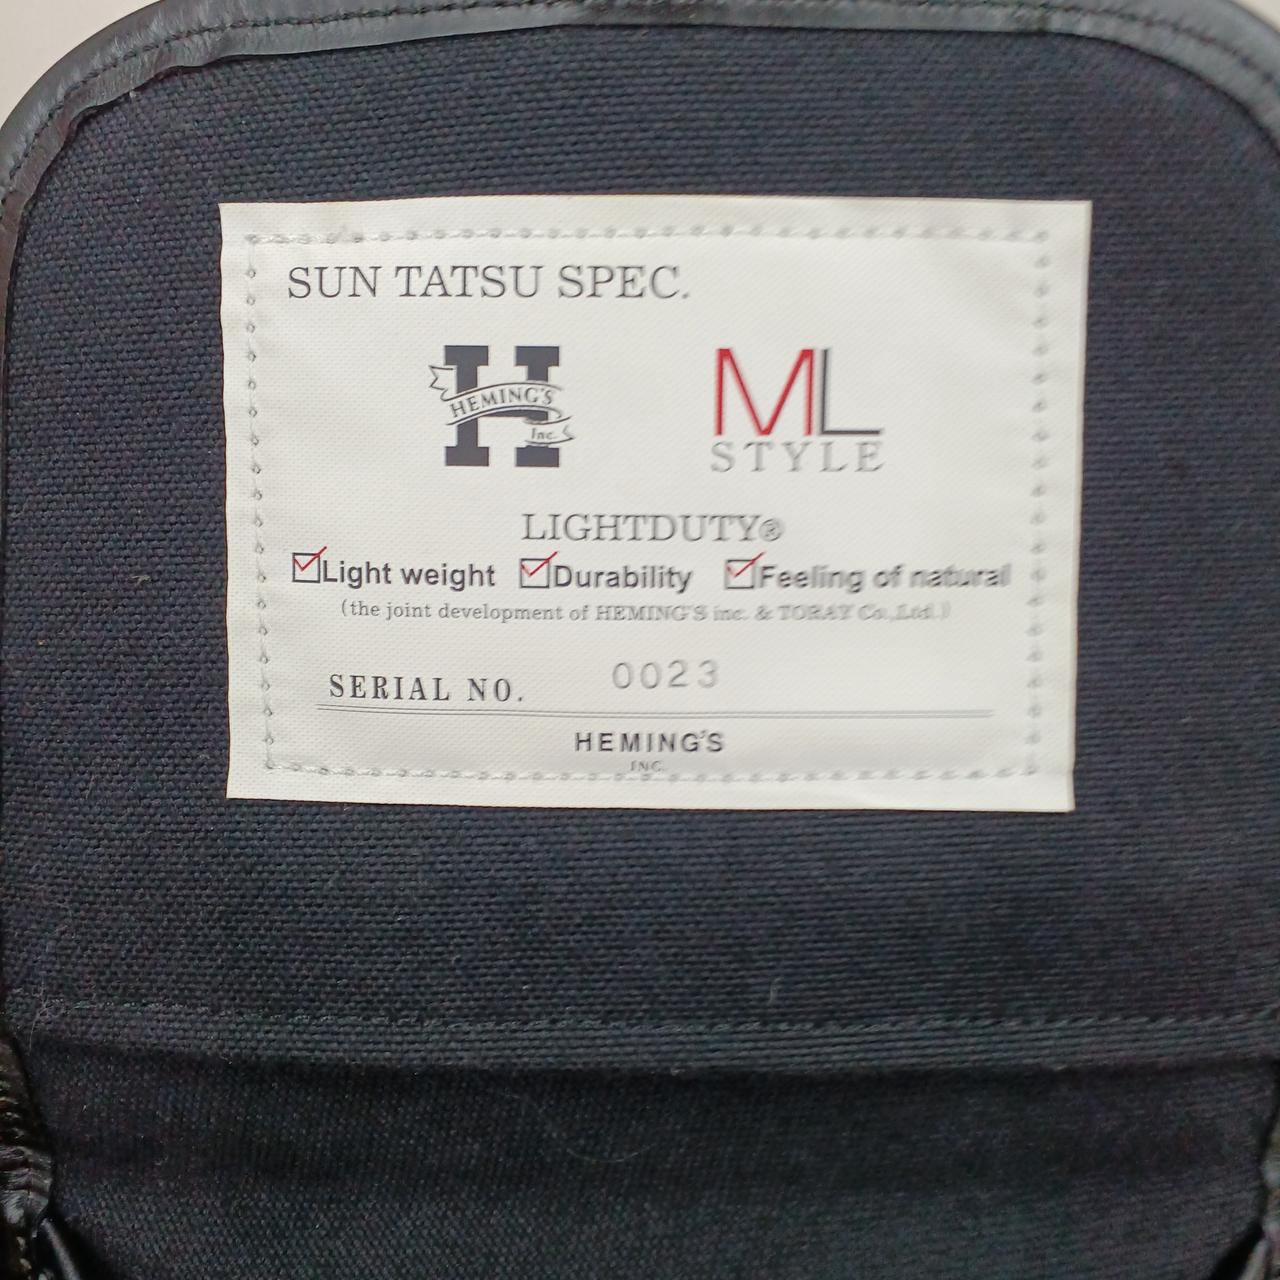 SUN TATSU SPEC.
HEMING'S
Inc.
ML
STYLE
LIGHTDUTY®
Light weight Durability Feeling of natural
(the joint development of HEMING'S inc. & TORAY Co.,Ltd.)
SERIAL NO. 0023
HEMING'S
INC.